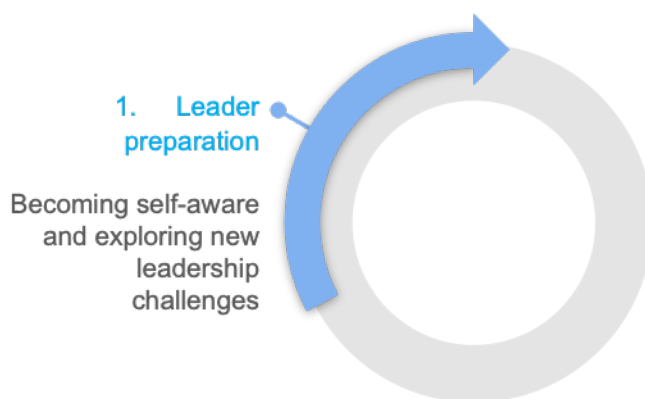 1. Leader
preparation
Becoming self-aware
and exploring new
leadership
challenges